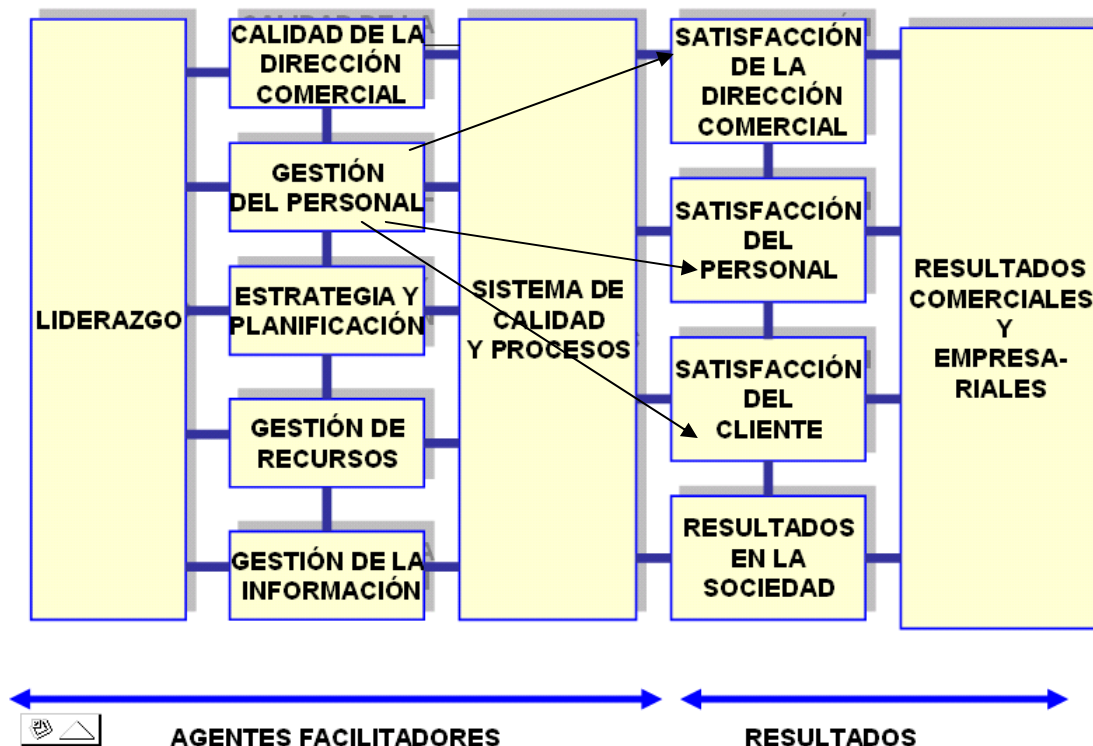 LIDERAZGO
CALIDAD DE LA
DIRECCIÓN
COMERCIAL
GESTIÓN
DEL PERSONAL
ESTRATEGIA Y
PLANIFICACIÓN
GESTIÓN DE
RECURSOS
GESTIÓN DE LA
INFORMACIÓN
SISTEMA DE
CALIDAD
Y PROCESOS
SATISFACCIÓN
DE LA
DIRECCIÓN
COMERCIAL
SATISFACCIÓN
DEL
PERSONAL
SATISFACCIÓN
DEL
CLIENTE
RESULTADOS
EN LA
SOCIEDAD
RESULTADOS
COMERCIALES
Y
EMPRESA-
RIALES
AGENTES FACILITADORES
RESULTADOS